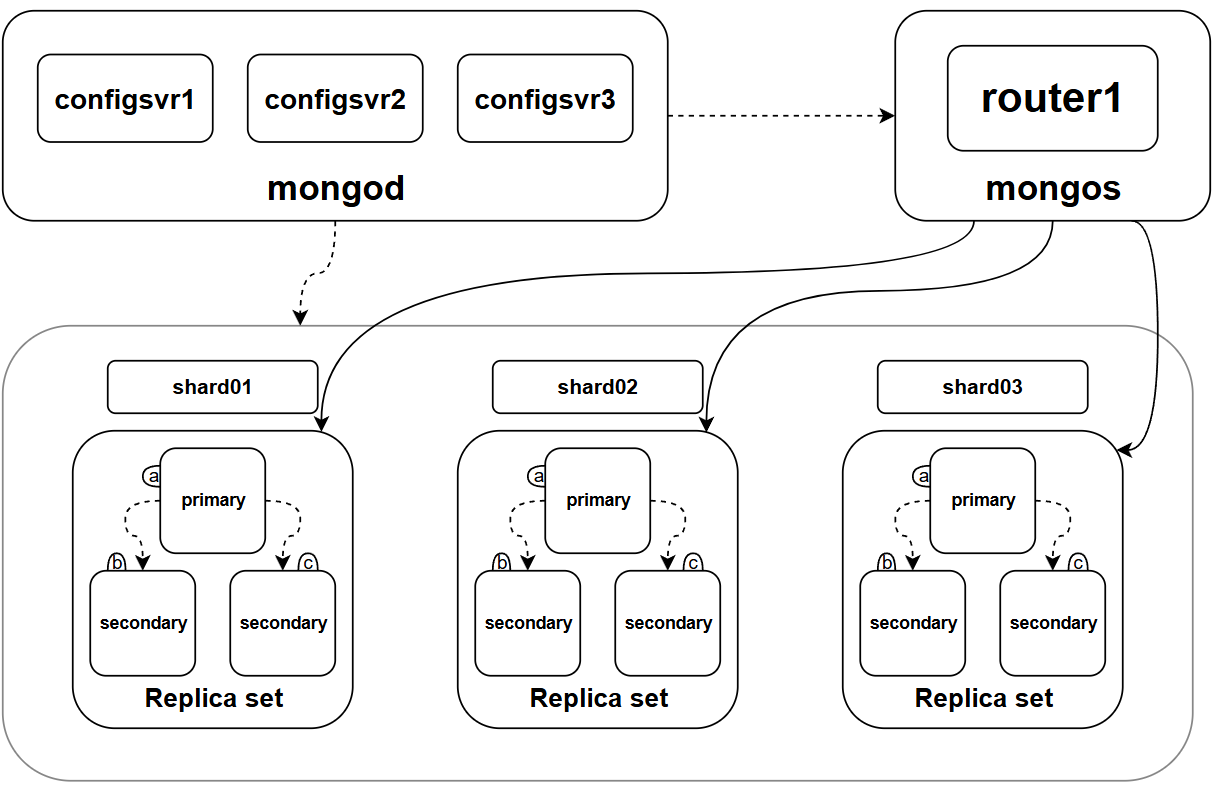 configsvr1
configsvr2
configsvr3
mongod
router1
mongos
shard01
a
primary
b
c
secondary
secondary
Replica set
shard02
a
primary
b
c
secondary
secondary
Replica set
shard03
a
primary
b
c
secondary
secondary
Replica set